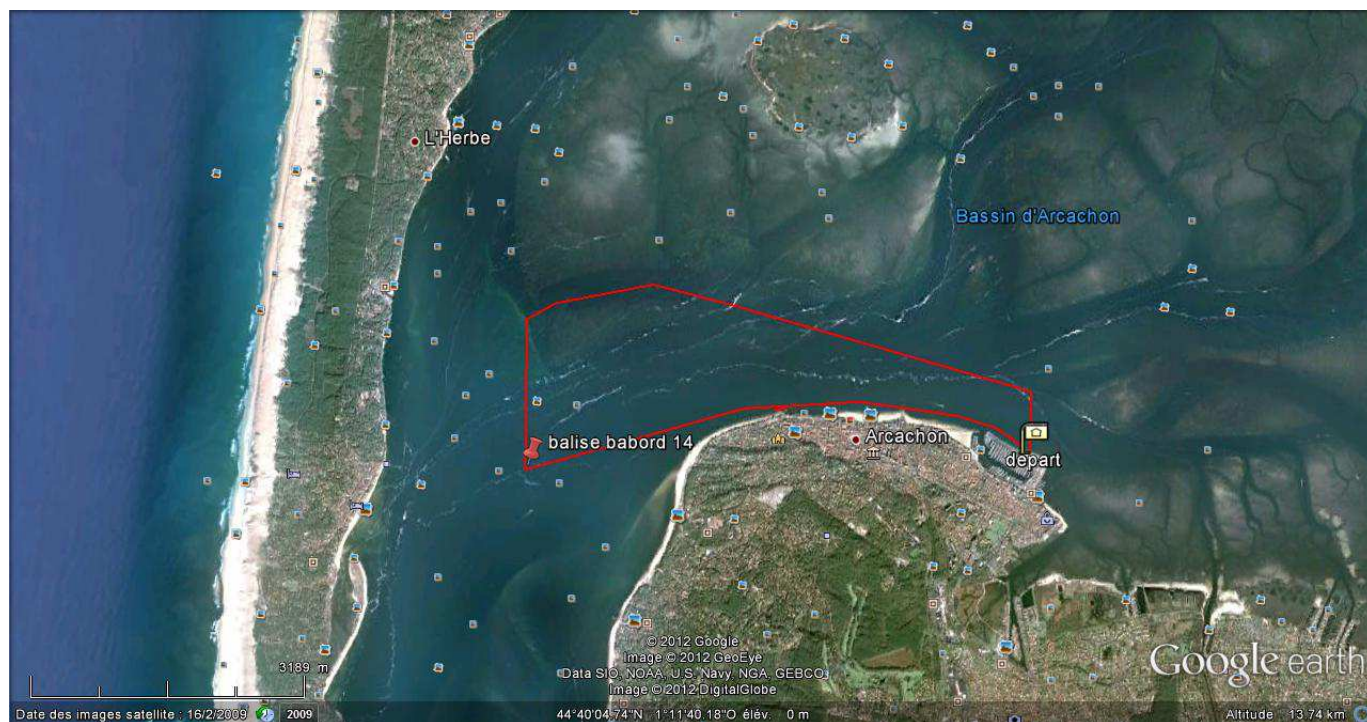 L'Herbe
Bassin d'Arcachon
balise babord 14
Arcachon
depart
© 2012 Google
Image © 2012 GeoEye
Data SIO, NOAA, U.S. Navy, NGA, GEBCO
Image © 2012 DigitalGlobe
Google earth
3189 m
Date des images satellite : 16/2/2009 2009 44°40'04.74"N 1°11'40.18"O élév. 0 m Altitude 13.74 km